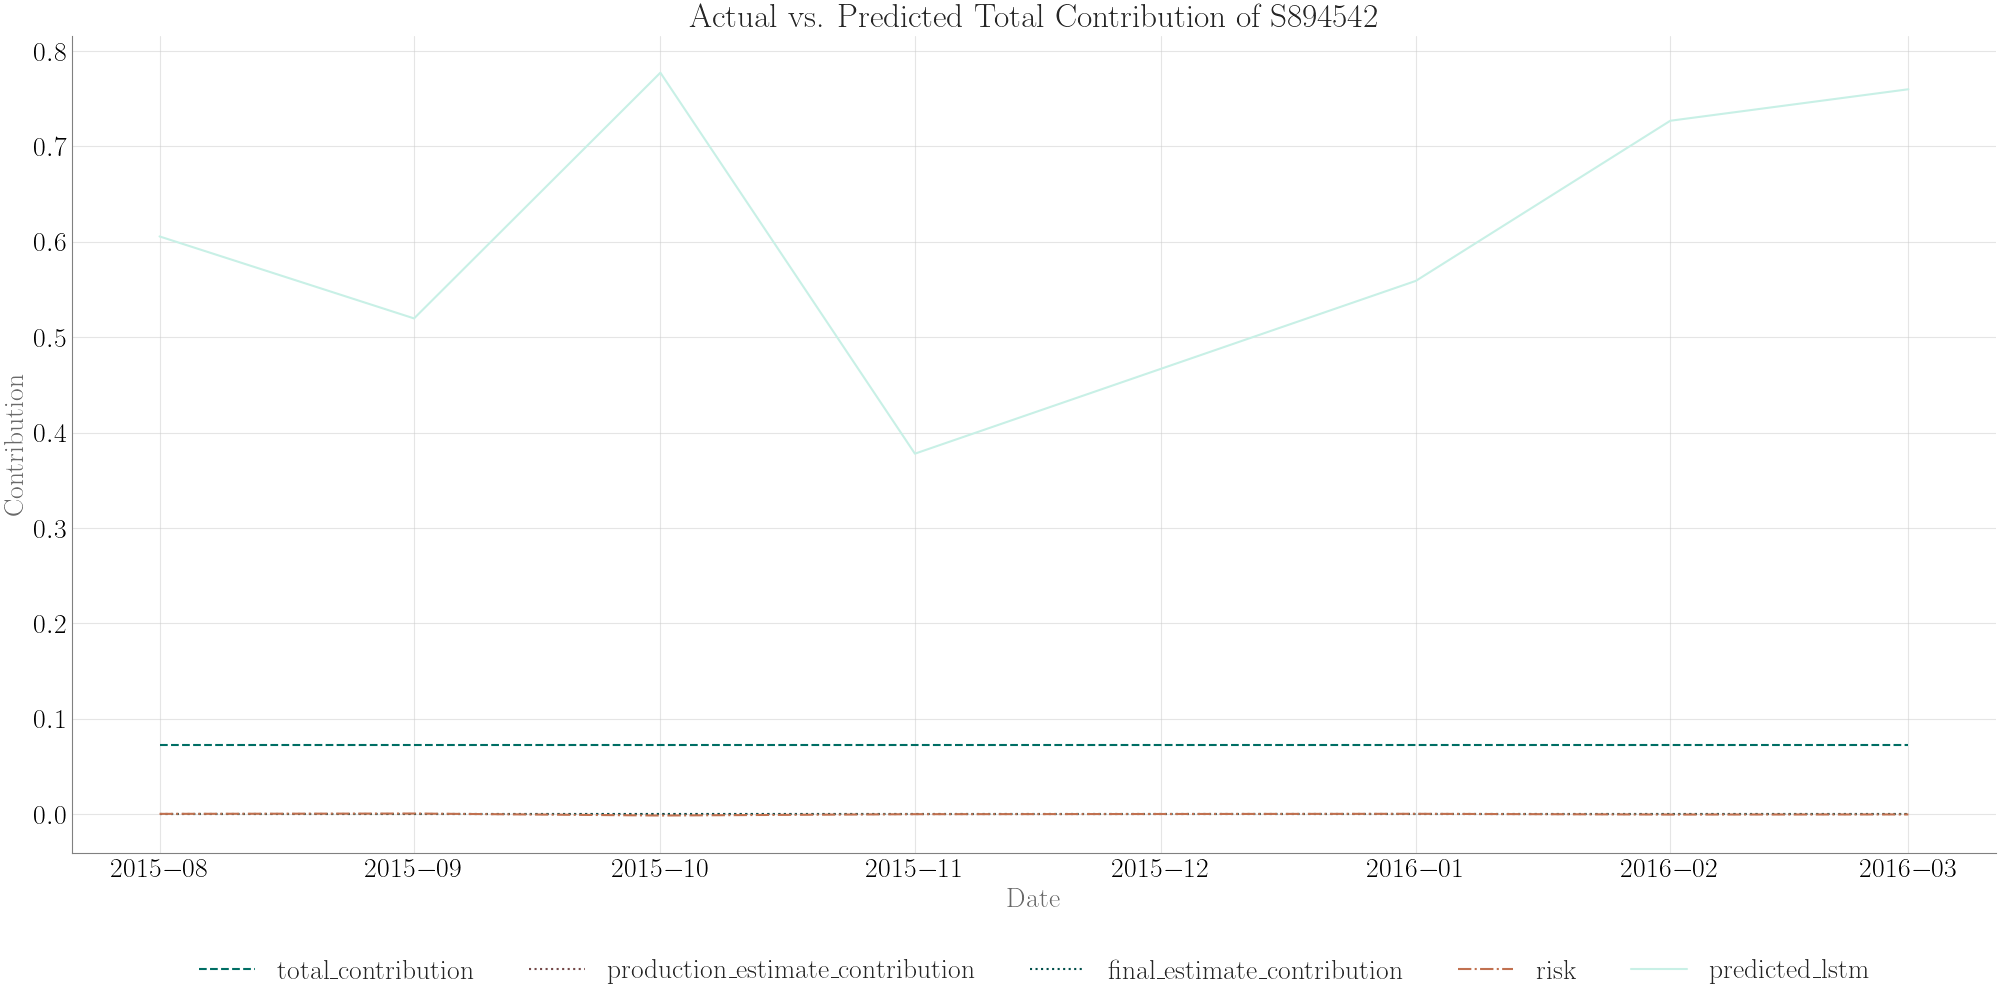 Actual vs. Predicted Total Contribution of S894542
0.8
0.7
0.6
0.5
0.4
0.3
0.2
0.1
0.0
Contribution
2015–08 2015–09 2015–10 2015–11 2015–12 2016–01 2016–02 2016–03
Date
total_contribution production_estimate_contribution final_estimate_contribution risk predicted_lstm